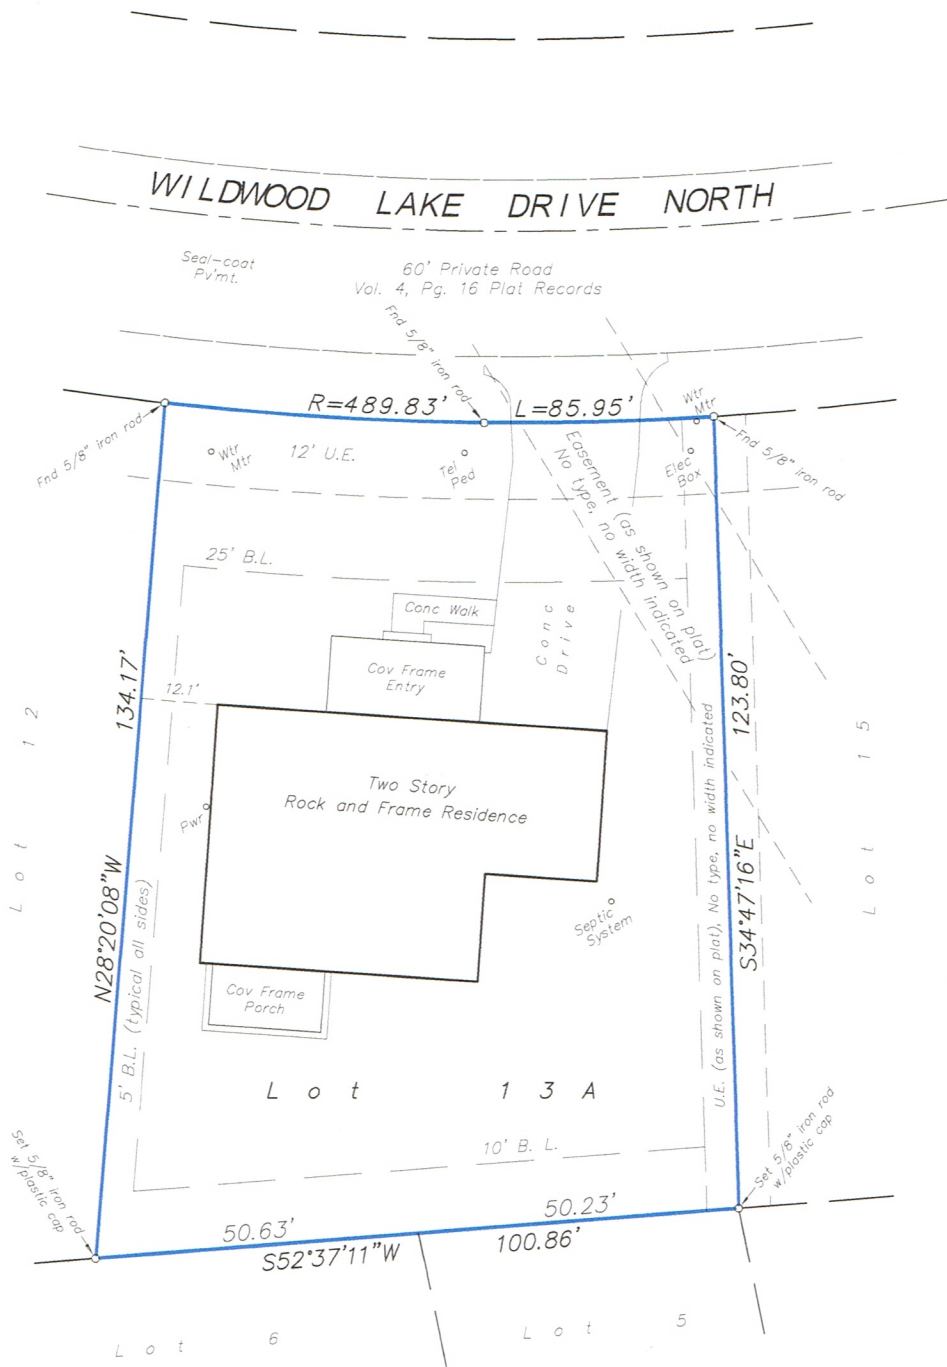 WILDWOOD LAKE DRIVE NORTH
Seal-coat
Pv'mt.
60' Private Road
Vol. 4, Pg. 16 Plat Records
Fnd 5/8" iron rod
R=489.83'
L=85.95'
Wtr
Mtr
Fnd 5/8" iron rod
Fnd 5/8" iron rod
Wtr
Mtr
12' U.E.
Tel
Ped
Elec
Box
Easement (as shown on plat)
No type, no width indicated
25' B.L.
Conc Walk
Conc
Drive
Cov Frame
Entry
12.1'
134.17'
N28°20'08"W
123.80'
S34°47'16"E
Lot 12
Lot 15
Two Story
Rock and Frame Residence
Pwr
Septic
System
U.E. (as shown on plat), No type, no width indicated
5' B.L. (typical all sides)
Cov Frame
Porch
Lot 13A
10' B.L.
Set 5/8" iron rod
w/plastic cap
Set 5/8" iron rod
w/plastic cap
50.63'
50.23'
S52°37'11"W
100.86'
Lot 6
Lot 5